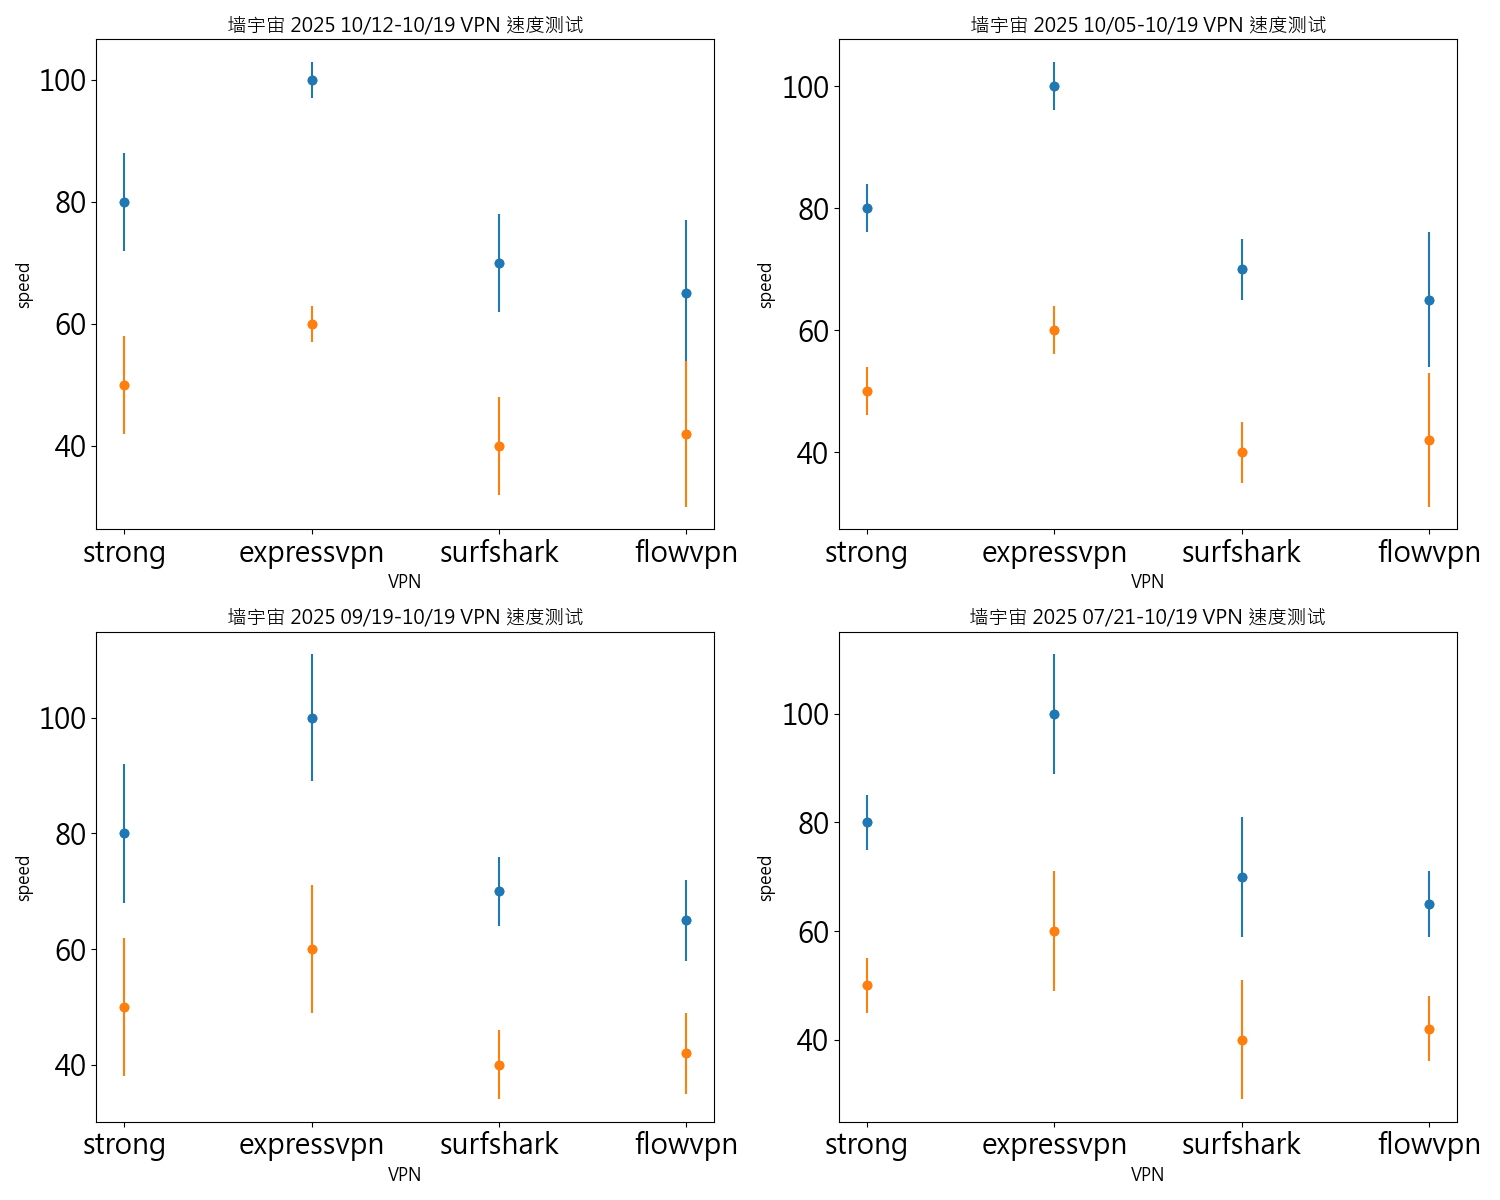 墙宇宙 2025 10/12-10/19 VPN 速度测试
100
80
60
40
speed
strong expressvpn surfshark flowvpn
VPN
墙宇宙 2025 10/05-10/19 VPN 速度测试
100
80
60
40
speed
strong expressvpn surfshark flowvpn
VPN
墙宇宙 2025 09/19-10/19 VPN 速度测试
100
80
60
40
speed
strong expressvpn surfshark flowvpn
VPN
墙宇宙 2025 07/21-10/19 VPN 速度测试
100
80
60
40
speed
strong expressvpn surfshark flowvpn
VPN